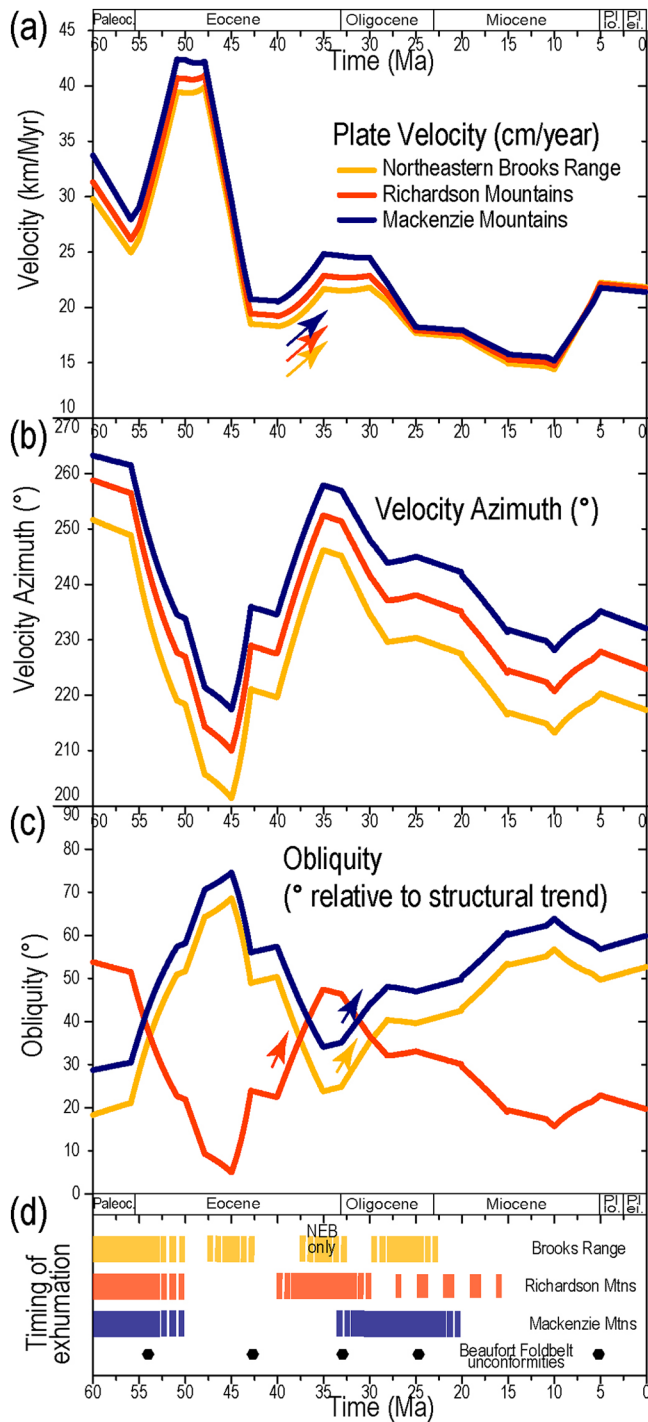 (a)
Paleoc. Eocene Oligocene Miocene Pl io. Pl ei.
60 55 50 45 40 35 30 25 20 15 10 5 0
Time (Ma)
45
40
35
30
25
20
15
10
Velocity (km/Myr)
Plate Velocity (cm/year)
Northeastern Brooks Range
Richardson Mountains
Mackenzie Mountains
(b)
60 55 50 45 40 35 30 25 20 15 10 5 0
270
260
250
240
230
220
210
200
Velocity Azimuth (°)
Velocity Azimuth (°)
(c)
60 55 50 45 40 35 30 25 20 15 10 5 0
90
80
70
60
50
40
30
20
10
0
Obliquity (°)
Obliquity
(° relative to structural trend)
(d)
Paleoc. Eocene Oligocene Miocene Pl io. Pl ei.
Timing of
exhumation
NEB
only
Brooks Range
Richardson Mtns
Mackenzie Mtns
Beaufort Foldbelt
unconformities
60 55 50 45 40 35 30 25 20 15 10 5 0
Time (Ma)